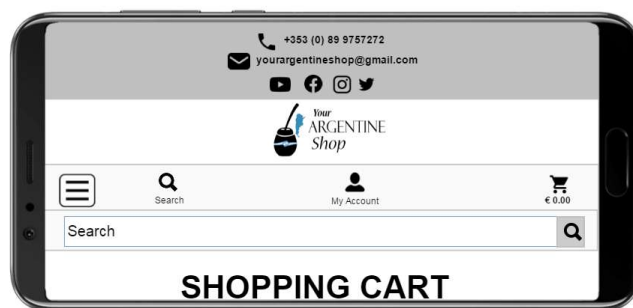 +353 (0) 89 9757272
yourargentineshop@gmail.com
Your
ARGENTINE
Shop
Search
My Account
€ 0.00
Search
SHOPPING CART